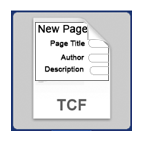 New Page
Page Title
Author
Description
TCF